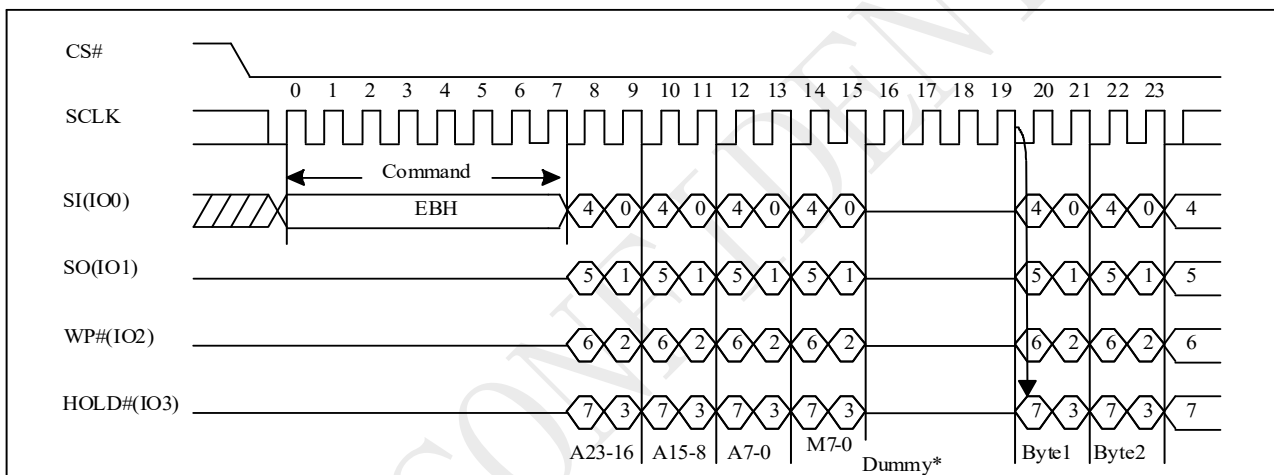 CS#
0 1 2 3 4 5 6 7 8 9 10 11 12 13 14 15 16 17 18 19 20 21 22 23
SCLK
Command
SI(IO0) EBH 4 0 4 0 4 0 4 0 4 0 4 0 4
SO(IO1) 5 1 5 1 5 1 5 1 5 1 5 1 5
WP#(IO2) 6 2 6 2 6 2 6 2 6 2 6 2 6
HOLD#(IO3) 7 3 7 3 7 3 7 3 7 3 7 3 7
A23-16 A15-8 A7-0 M7-0 Dummy* Byte1 Byte2
CONFIDENT